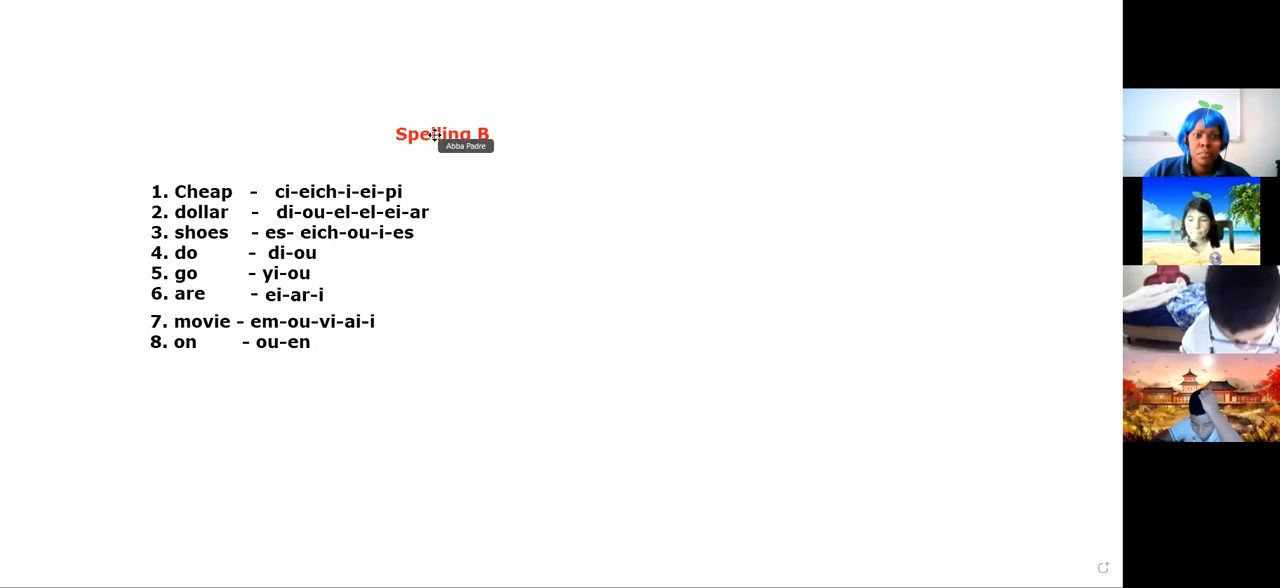 Spelling B
Abba Padre
1. Cheap - ci-eich-i-ei-pi
2. dollar - di-ou-el-el-ei-ar
3. shoes - es- eich-ou-i-es
4. do - di-ou
5. go - yi-ou
6. are - ei-ar-i
7. movie - em-ou-vi-ai-i
8. on - ou-en